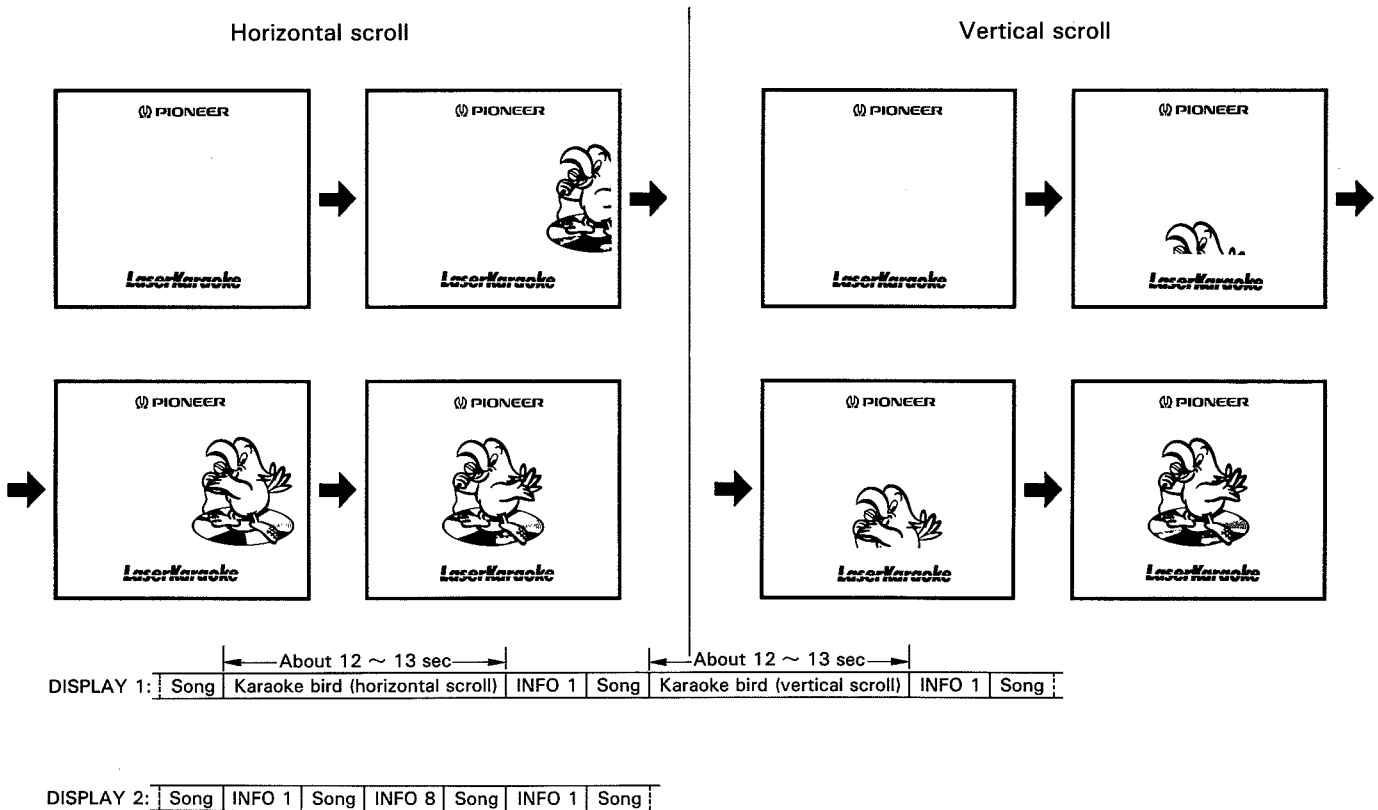 Horizontal scroll
Vertical scroll
PIONEER
PIONEER
PIONEER
PIONEER
LaserKaraoke
LaserKaraoke
LaserKaraoke
LaserKaraoke
PIONEER
PIONEER
PIONEER
PIONEER
LaserKaraoke
LaserKaraoke
LaserKaraoke
LaserKaraoke
About 12 ~ 13 sec
About 12 ~ 13 sec
DISPLAY 1: Song Karaoke bird (horizontal scroll) INFO 1 Song Karaoke bird (vertical scroll) INFO 1 Song
DISPLAY 2: Song INFO 1 Song INFO 8 Song INFO 1 Song